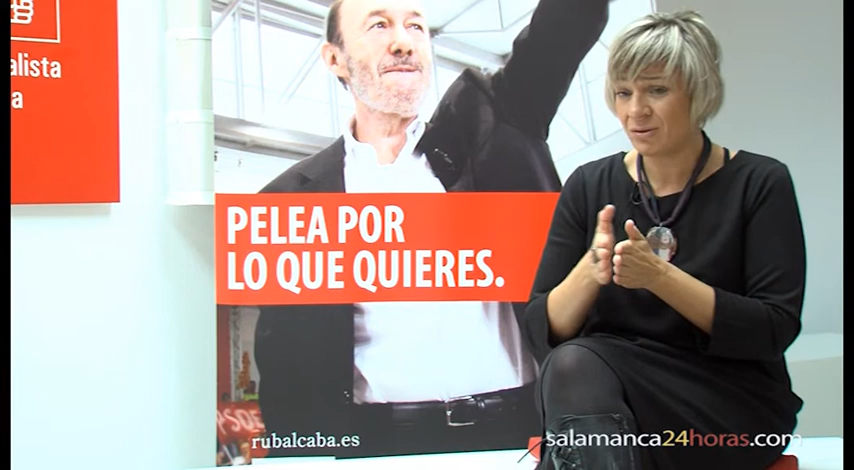 alista
a
PELEA POR
LO QUE QUIERES.
PSOE
rubalcaba.es
salamanca24horas.com